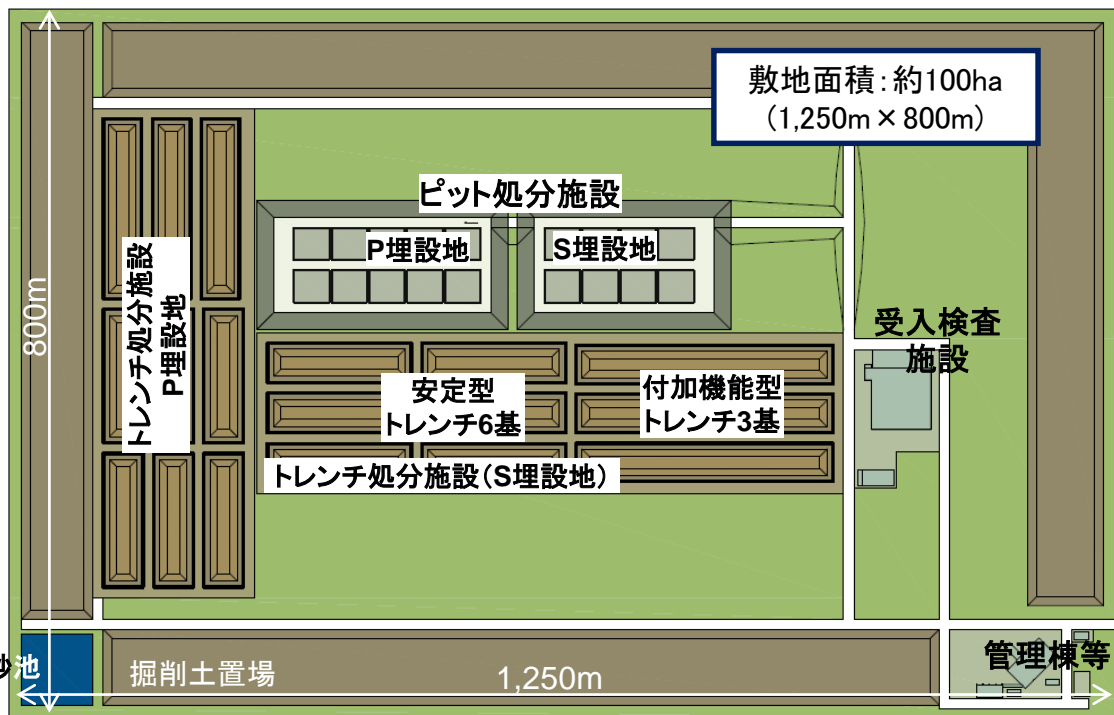 敷地面積：約100ha
（1,250m × 800m）
ピット処分施設
P埋設地
S埋設地
トレンチ処分施設
P埋設地
800m
受入検査
施設
安定型
トレンチ6基
付加機能型
トレンチ3基
トレンチ処分施設（S埋設地）
池
掘削土置場
1,250m
管理棟等